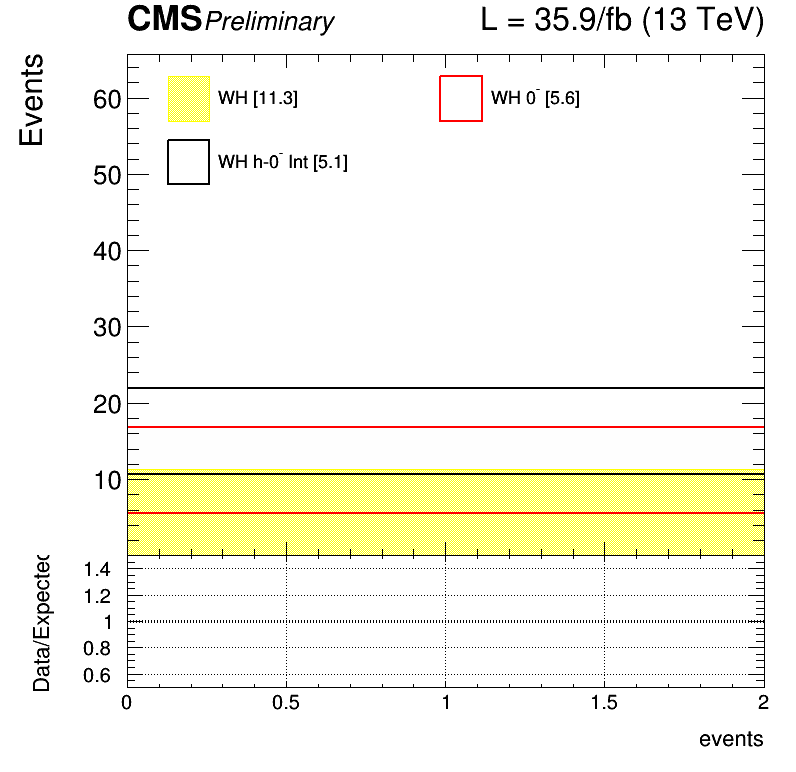 CMS Preliminary L = 35.9/fb (13 TeV)
Events
60
50
40
30
20
10
WH [11.3]
WH 0⁻ [5.6]
WH h-0⁻ Int [5.1]
Data/Expected
1.4
1.2
1
0.8
0.6
0 0.5 1 1.5 2
events